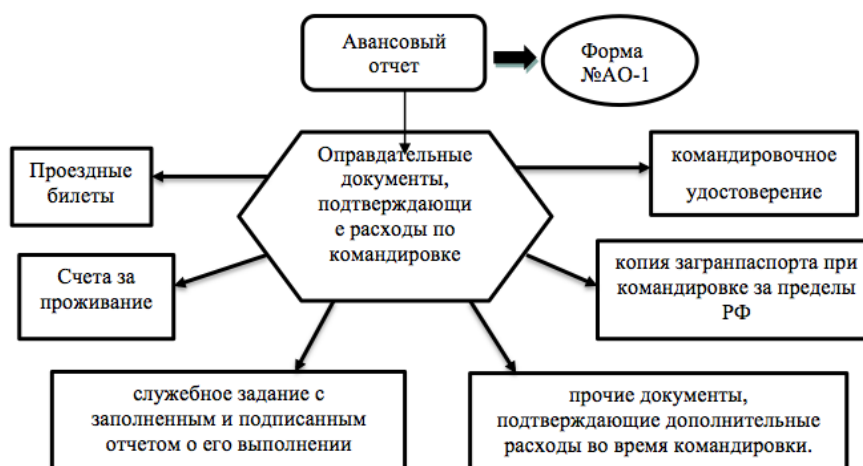 Авансовый
отчет
Форма
№АО-1
Оправдательные
документы,
подтверждающи
е расходы по
командировке
Проездные
билеты
командировочное
удостоверение
Счета за
проживание
копия загранпаспорта при
командировке за пределы
РФ
служебное задание с
заполненным и подписанным
отчетом о его выполнении
прочие документы,
подтверждающие дополнительные
расходы во время командировки.